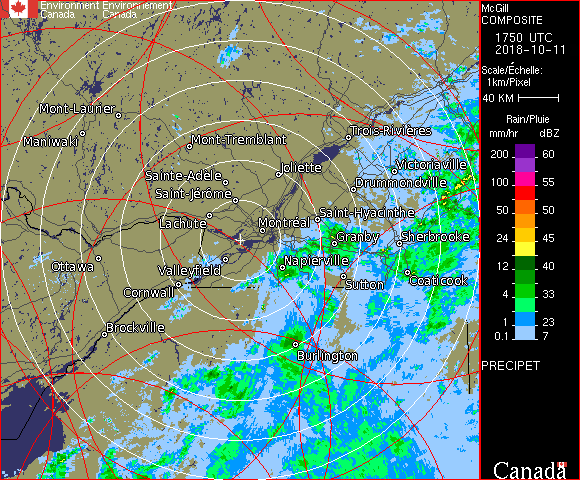 Environment Environnement
Canada Canada
McGill
COMPOSITE
1750 UTC
2018-10-11
Scale/Échelle:
1km/Pixel
40 KM
Rain/Pluie
mm/hr dBZ
200 60
150 55
100 55
50 50
24 45
12 40
4 33
1 23
0.1 7
PRECIPET
Canada
Mont-Laurier
Maniwaki
Mont-Tremblant
Trois-Rivières
Sainte-Adèle
Joliette
Victoriaville
Saint-Jérôme
Drummondville
Lachute
Montréal
Saint-Hyacinthe
Granby
Sherbrooke
Ottawa
Valleyfield
Napierville
Cornwall
Sutton
Coaticook
Brockville
Burlington